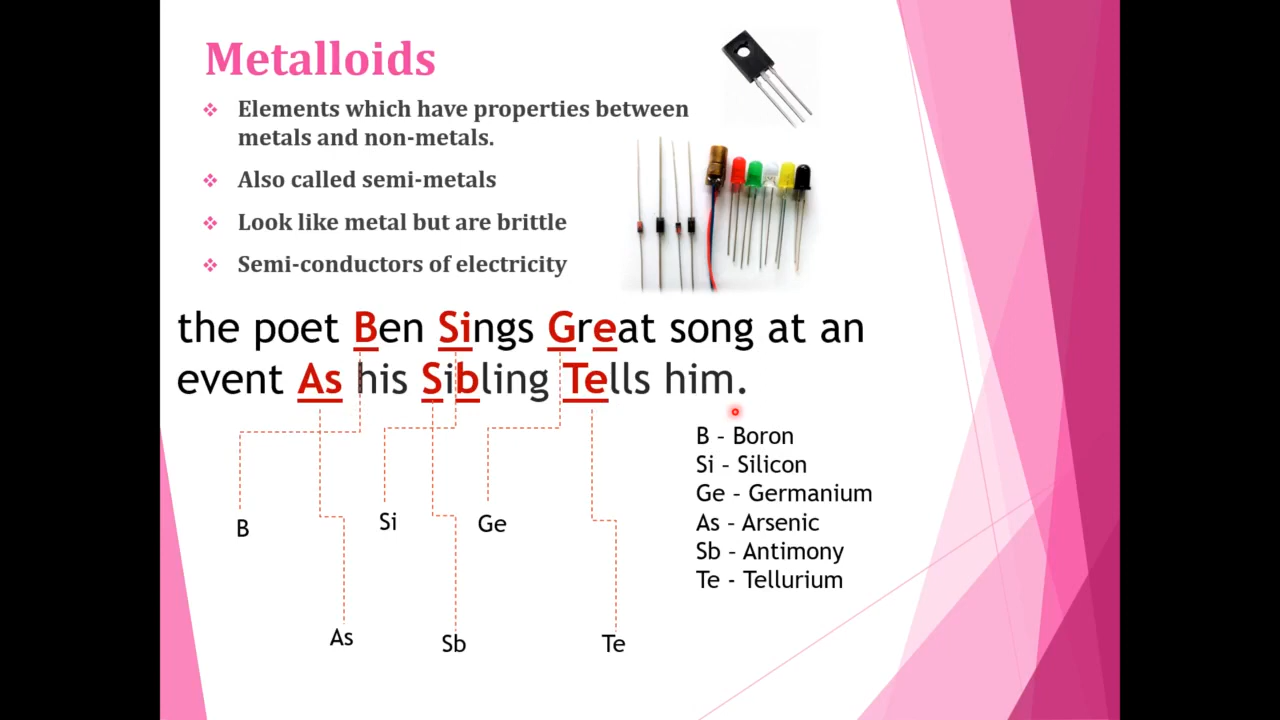 Metalloids
❖ Elements which have properties between
metals and non-metals.
❖ Also called semi-metals
❖ Look like metal but are brittle
❖ Semi-conductors of electricity
the poet Ben Sings Great song at an
event As his Sibling Tells him.
B – Boron
Si – Silicon
Ge – Germanium
As – Arsenic
Sb – Antimony
Te - Tellurium
B
Si
Ge
As
Sb
Te